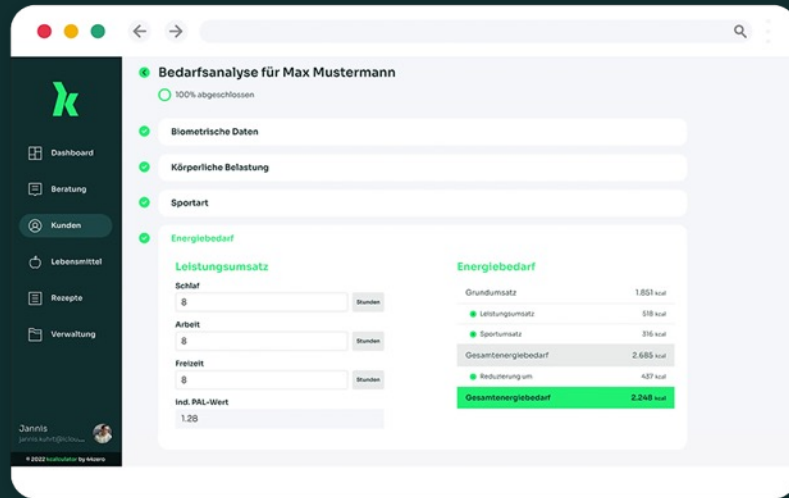 Bedarfsanalyse für Max Mustermann
100% abgeschlossen
Dashboard
Beratung
Kunden
Lebensmittel
Rezepte
Verwaltung
Jannis
© 2022 kcalculator by 44zero
Biometrische Daten
Körperliche Belastung
Sportart
Energiebedarf
Leistungsumsatz
Schlaf
8 Stunden
Arbeit
8 Stunden
Freizeit
8 Stunden
Ind. PAL-Wert
1.28
Energiebedarf
Grundumsatz 1.851 kcal
Leistungsumsatz 518 kcal
Sportumsatz 316 kcal
Gesamtenergiebedarf 2.685 kcal
Reduzierung um 437 kcal
Gesamtenergiebedarf 2.248 kcal